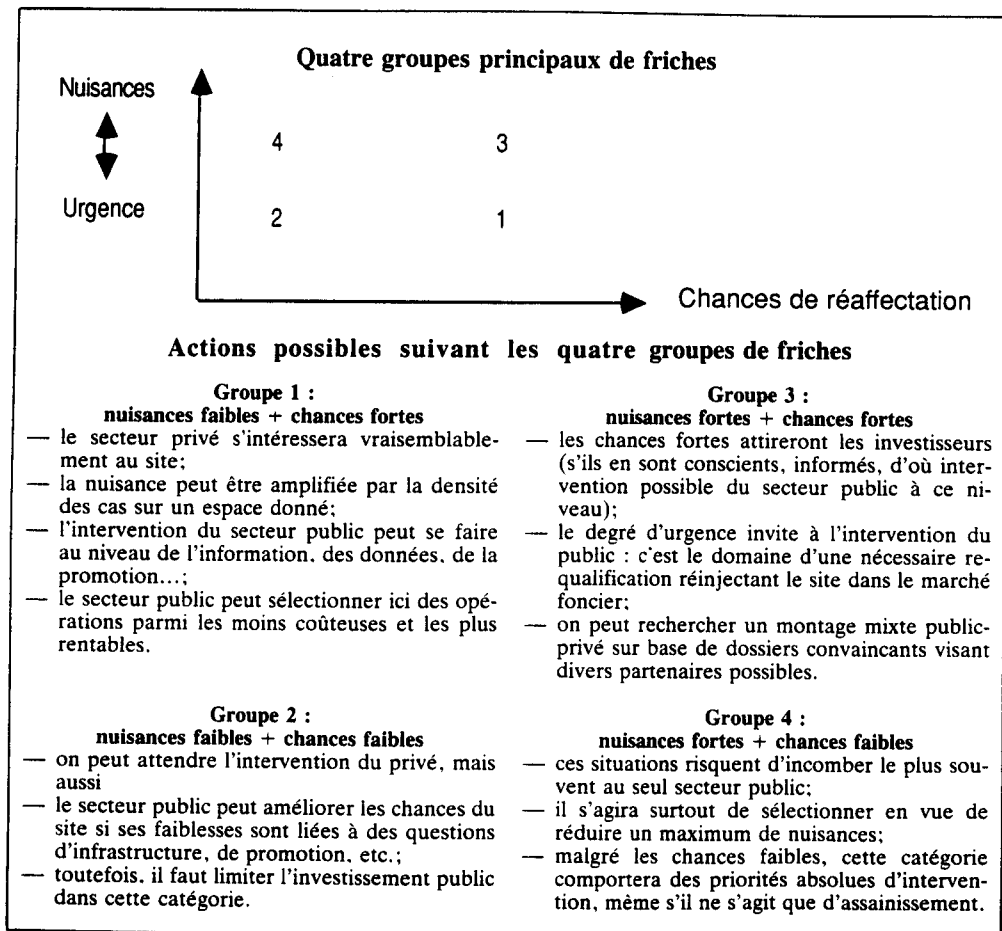 Quatre groupes principaux de friches
Nuisances
4
3
Urgence
2
1
Chances de réaffectation
Actions possibles suivant les quatre groupes de friches
Groupe 1 :
nuisances faibles + chances fortes
— le secteur privé s'intéressera vraisemblable-
ment au site;
— la nuisance peut être amplifiée par la densité
des cas sur un espace donné;
— l'intervention du secteur public peut se faire
au niveau de l'information. des données. de la
promotion...;
— le secteur public peut sélectionner ici des opé-
rations parmi les moins coûteuses et les plus
rentables.
Groupe 2 :
nuisances faibles + chances faibles
— on peut attendre l'intervention du privé, mais
aussi
— le secteur public peut améliorer les chances du
site si ses faiblesses sont liées à des questions
d'infrastructure, de promotion, etc.;
— toutefois. il faut limiter l'investissement public
dans cette catégorie.
Groupe 3 :
nuisances fortes + chances fortes
— les chances fortes attireront les investisseurs
(s'ils en sont conscients, informés, d'où inter-
vention possible du secteur public à ce ni-
veau);
— le degré d'urgence invite à l'intervention du
public : c'est le domaine d'une nécessaire re-
qualification réinjectant le site dans le marché
foncier;
— on peut rechercher un montage mixte public-
privé sur base de dossiers convaincants visant
divers partenaires possibles.
Groupe 4 :
nuisances fortes + chances faibles
— ces situations risquent d'incomber le plus sou-
vent au seul secteur public;
— il s'agira surtout de sélectionner en vue de
réduire un maximum de nuisances;
— malgré les chances faibles, cette catégorie
comportera des priorités absolues d'interven-
tion, même s'il ne s'agit que d'assainissement.